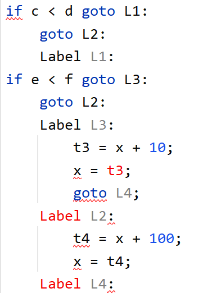 if c < d goto L1:
goto L2:
Label L1:
if e < f goto L3:
goto L2:
Label L3:
t3 = x + 10;
x = t3;
goto L4;
Label L2:
t4 = x + 100;
x = t4;
Label L4: